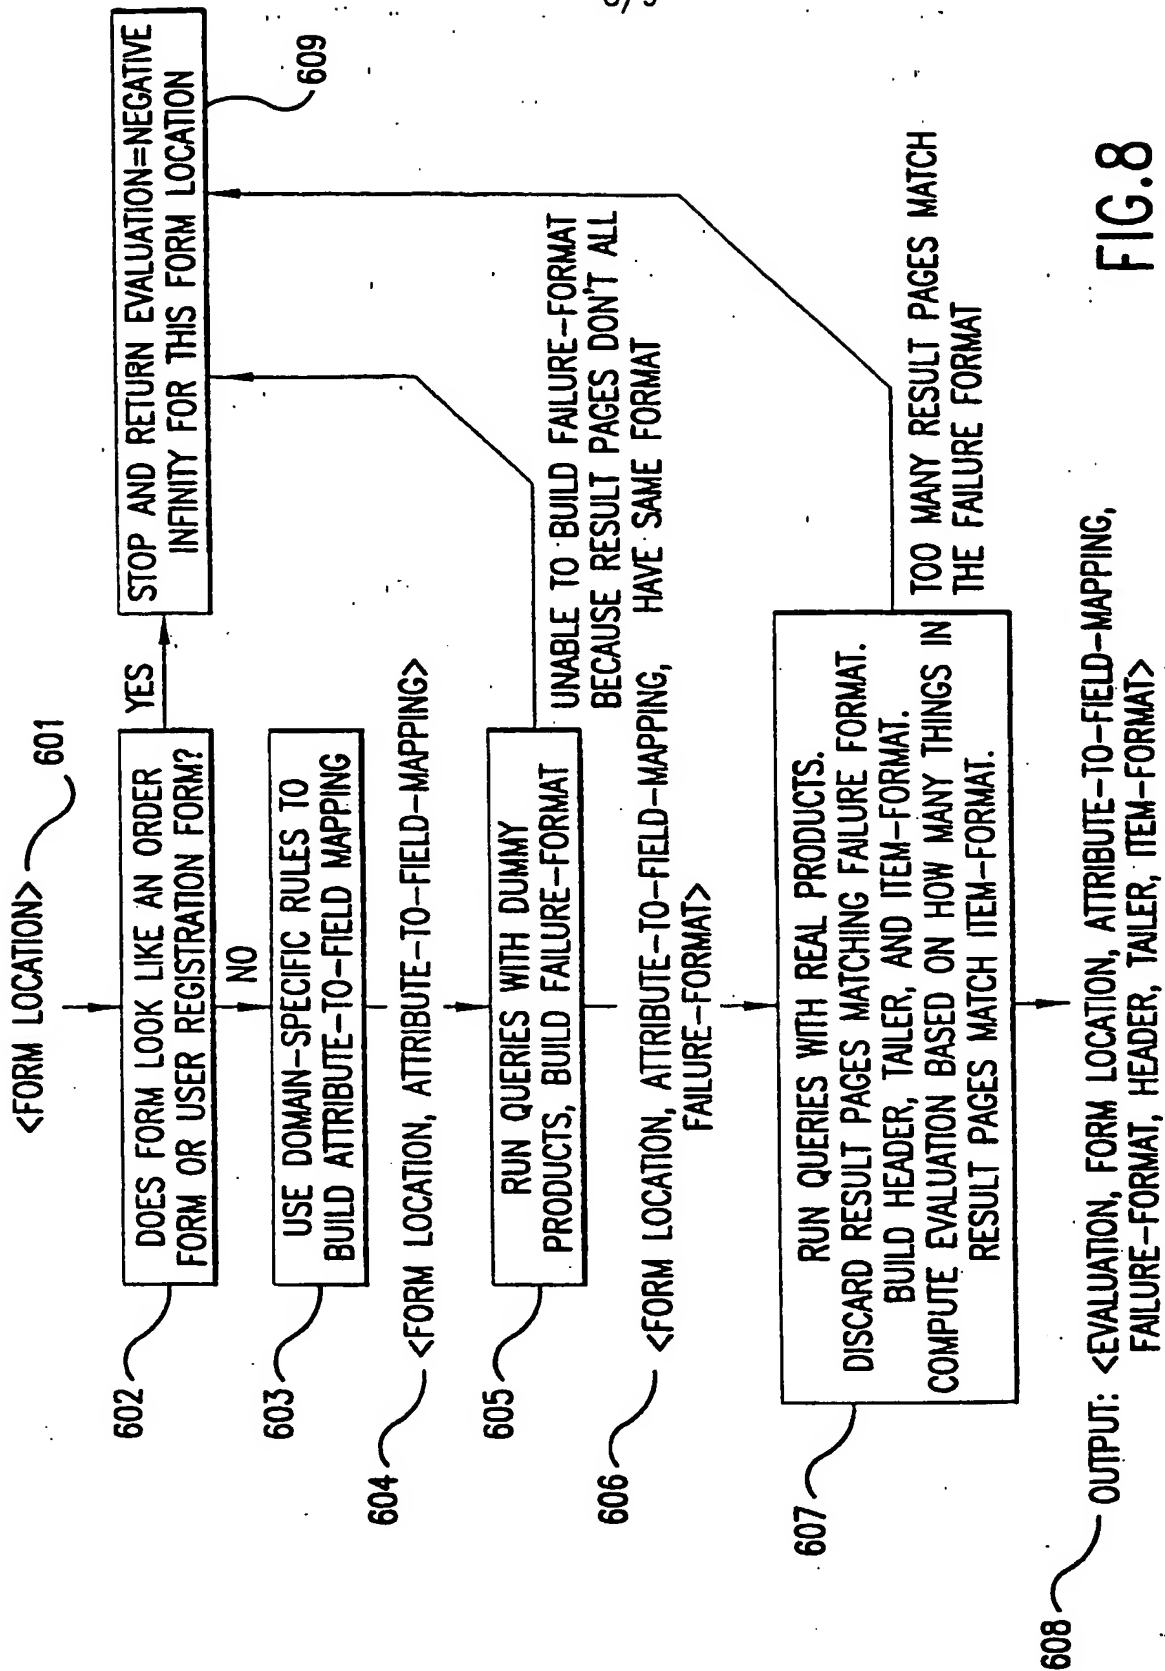 <FORM LOCATION>
601
DOES FORM LOOK LIKE AN ORDER
FORM OR USER REGISTRATION FORM?
602
YES
STOP AND RETURN EVALUATION=NEGATIVE
INFINITY FOR THIS FORM LOCATION
609
NO
USE DOMAIN-SPECIFIC RULES TO
BUILD ATTRIBUTE-TO-FIELD MAPPING
603
604
<FORM LOCATION, ATTRIBUTE-TO-FIELD-MAPPING>
RUN QUERIES WITH DUMMY
PRODUCTS, BUILD FAILURE-FORMAT
605
UNABLE TO BUILD FAILURE-FORMAT
BECAUSE RESULT PAGES DON'T ALL
HAVE SAME FORMAT
606
<FORM LOCATION, ATTRIBUTE-TO-FIELD-MAPPING,
FAILURE-FORMAT>
RUN QUERIES WITH REAL PRODUCTS.
DISCARD RESULT PAGES MATCHING FAILURE FORMAT.
BUILD HEADER, TAILER, AND ITEM-FORMAT.
COMPUTE EVALUATION BASED ON HOW MANY THINGS IN
RESULT PAGES MATCH ITEM-FORMAT.
607
TOO MANY RESULT PAGES MATCH
THE FAILURE FORMAT
608
OUTPUT: <EVALUATION, FORM LOCATION, ATTRIBUTE-TO-FIELD-MAPPING,
FAILURE-FORMAT, HEADER, TAILER, ITEM-FORMAT>
FIG.8